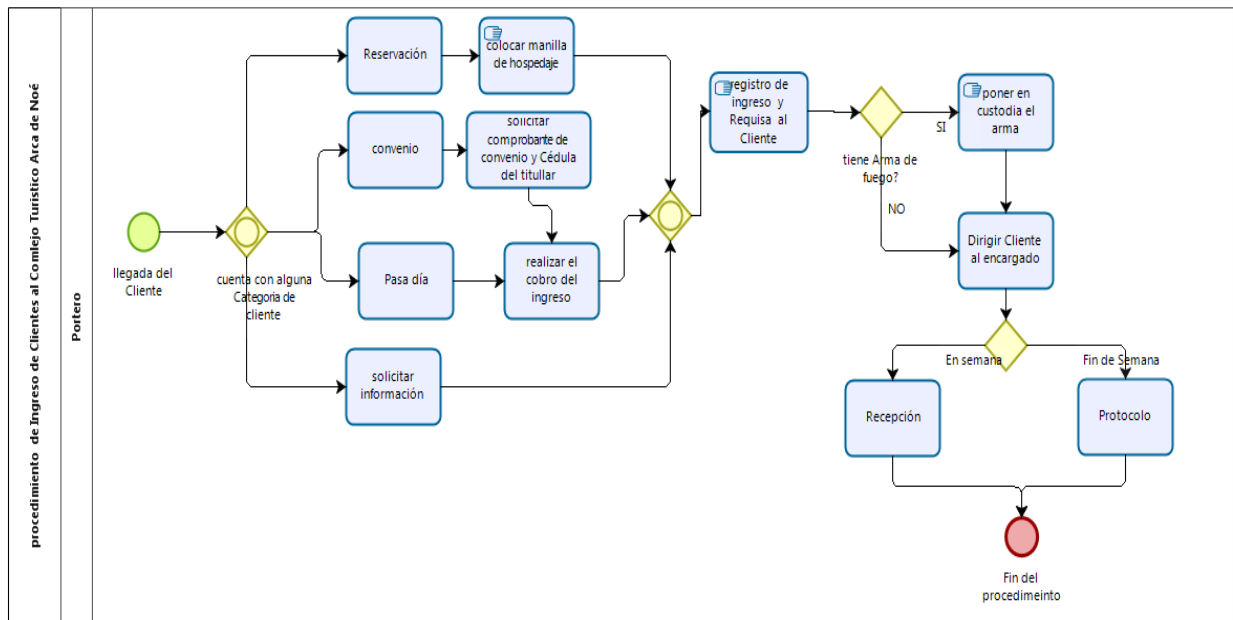 procedimiento de Ingreso de Clientes al Comlejo Turístico Arca de Noé
Portero
llegada del
Cliente
cuenta con alguna
Categoria de
cliente
Reservación
colocar manilla
de hospedaje
convenio
solicitar
comprobante de
convenio y Cédula
del titullar
Pasa día
realizar el
cobro del
ingreso
solicitar
información
registro de
ingreso y
Requisa al
Cliente
tiene Arma de
fuego?
SI
NO
poner en
custodia el
arma
Dirigir Cliente
al encargado
En semana
Fin de Semana
Recepción
Protocolo
Fin del
procedimeinto